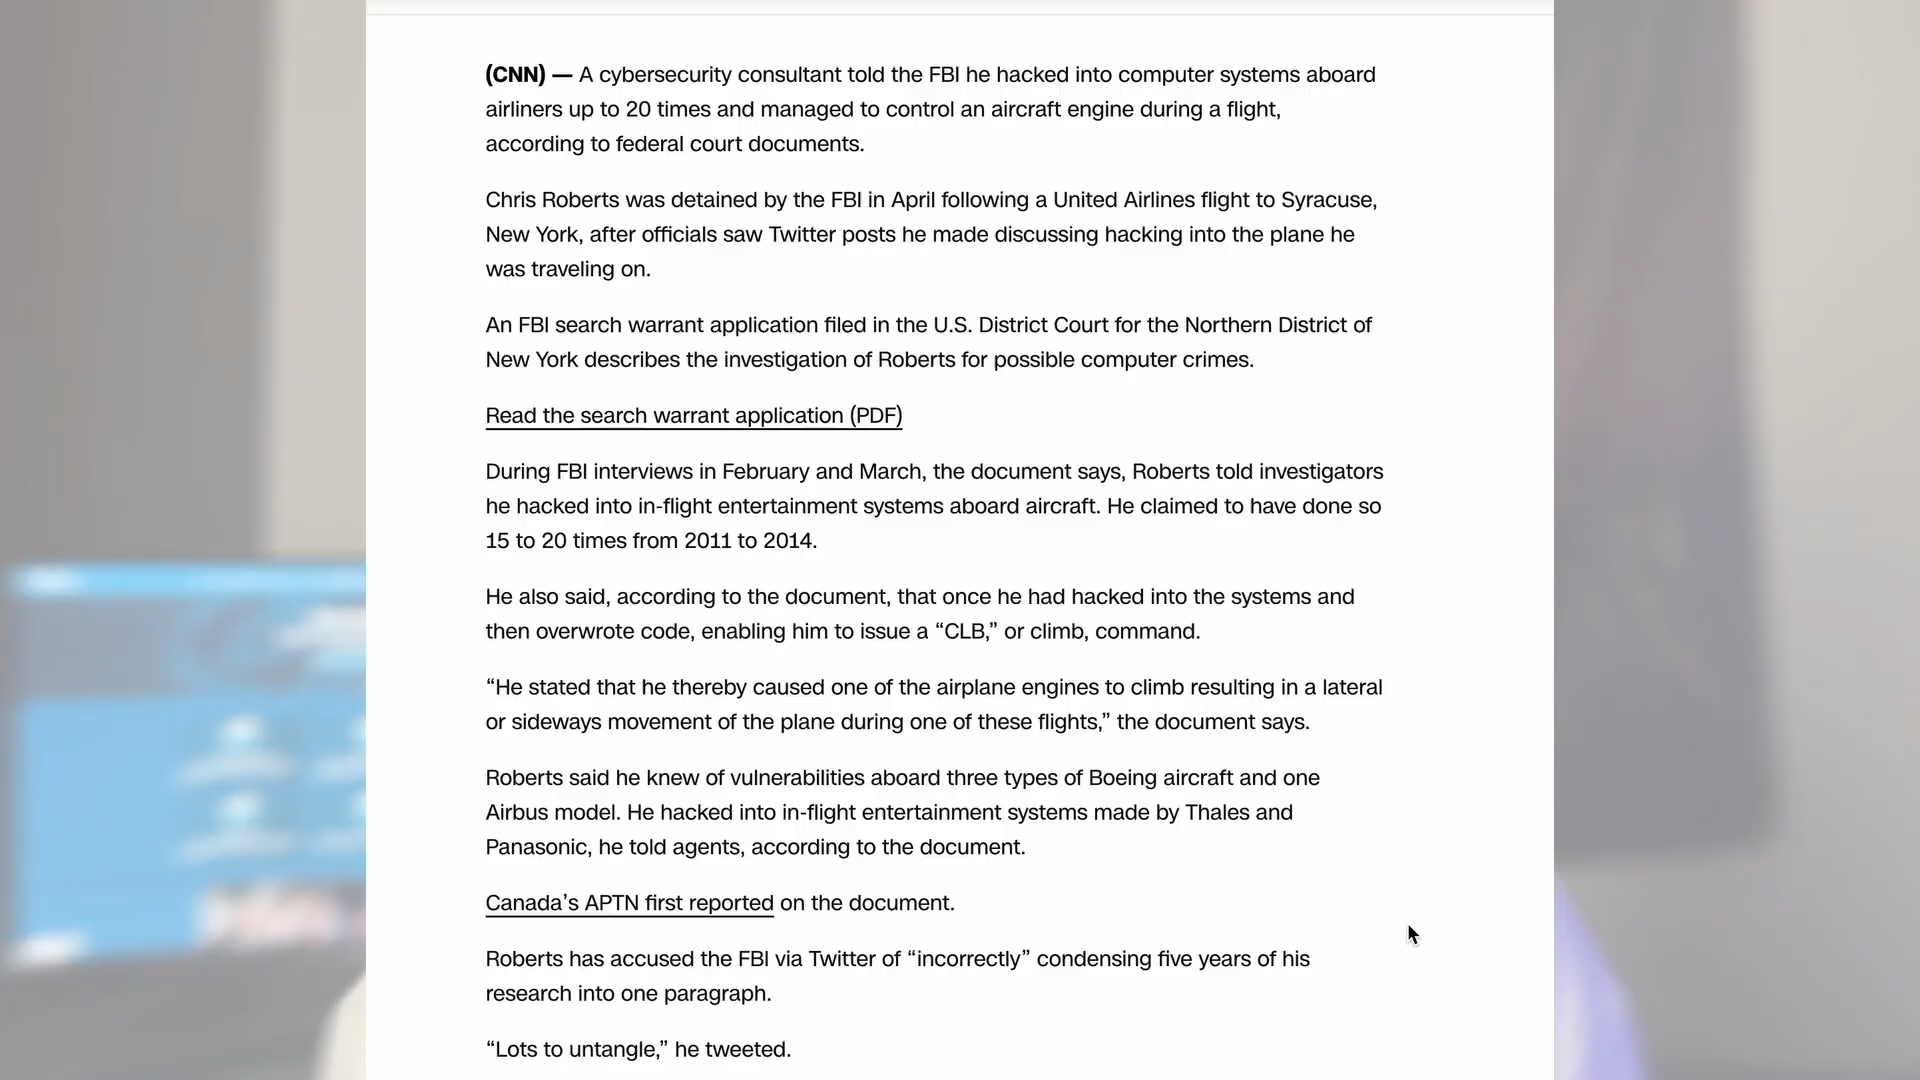 (CNN) — A cybersecurity consultant told the FBI he hacked into computer systems aboard
airliners up to 20 times and managed to control an aircraft engine during a flight,
according to federal court documents.
Chris Roberts was detained by the FBI in April following a United Airlines flight to Syracuse,
New York, after officials saw Twitter posts he made discussing hacking into the plane he
was traveling on.
An FBI search warrant application filed in the U.S. District Court for the Northern District of
New York describes the investigation of Roberts for possible computer crimes.
Read the search warrant application (PDF)
During FBI interviews in February and March, the document says, Roberts told investigators
he hacked into in-flight entertainment systems aboard aircraft. He claimed to have done so
15 to 20 times from 2011 to 2014.
He also said, according to the document, that once he had hacked into the systems and
then overwrote code, enabling him to issue a “CLB,” or climb, command.
“He stated that he thereby caused one of the airplane engines to climb resulting in a lateral
or sideways movement of the plane during one of these flights,” the document says.
Roberts said he knew of vulnerabilities aboard three types of Boeing aircraft and one
Airbus model. He hacked into in-flight entertainment systems made by Thales and
Panasonic, he told agents, according to the document.
Canada’s APTN first reported on the document.
Roberts has accused the FBI via Twitter of “incorrectly” condensing five years of his
research into one paragraph.
“Lots to untangle,” he tweeted.